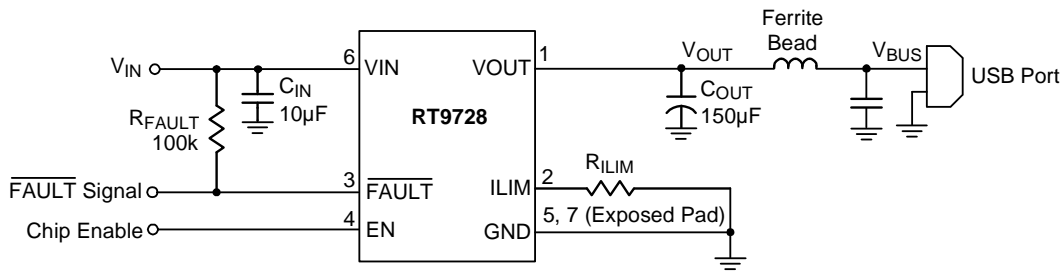 Ferrite
Bead
V_IN
6
VIN
VOUT
1
V_OUT
V_BUS
USB Port
C_IN
10µF
C_OUT
150µF
R_FAULT
100k
RT9728
R_ILIM
FAULT Signal
3
FAULT
ILIM
2
Chip Enable
4
EN
GND
5, 7 (Exposed Pad)